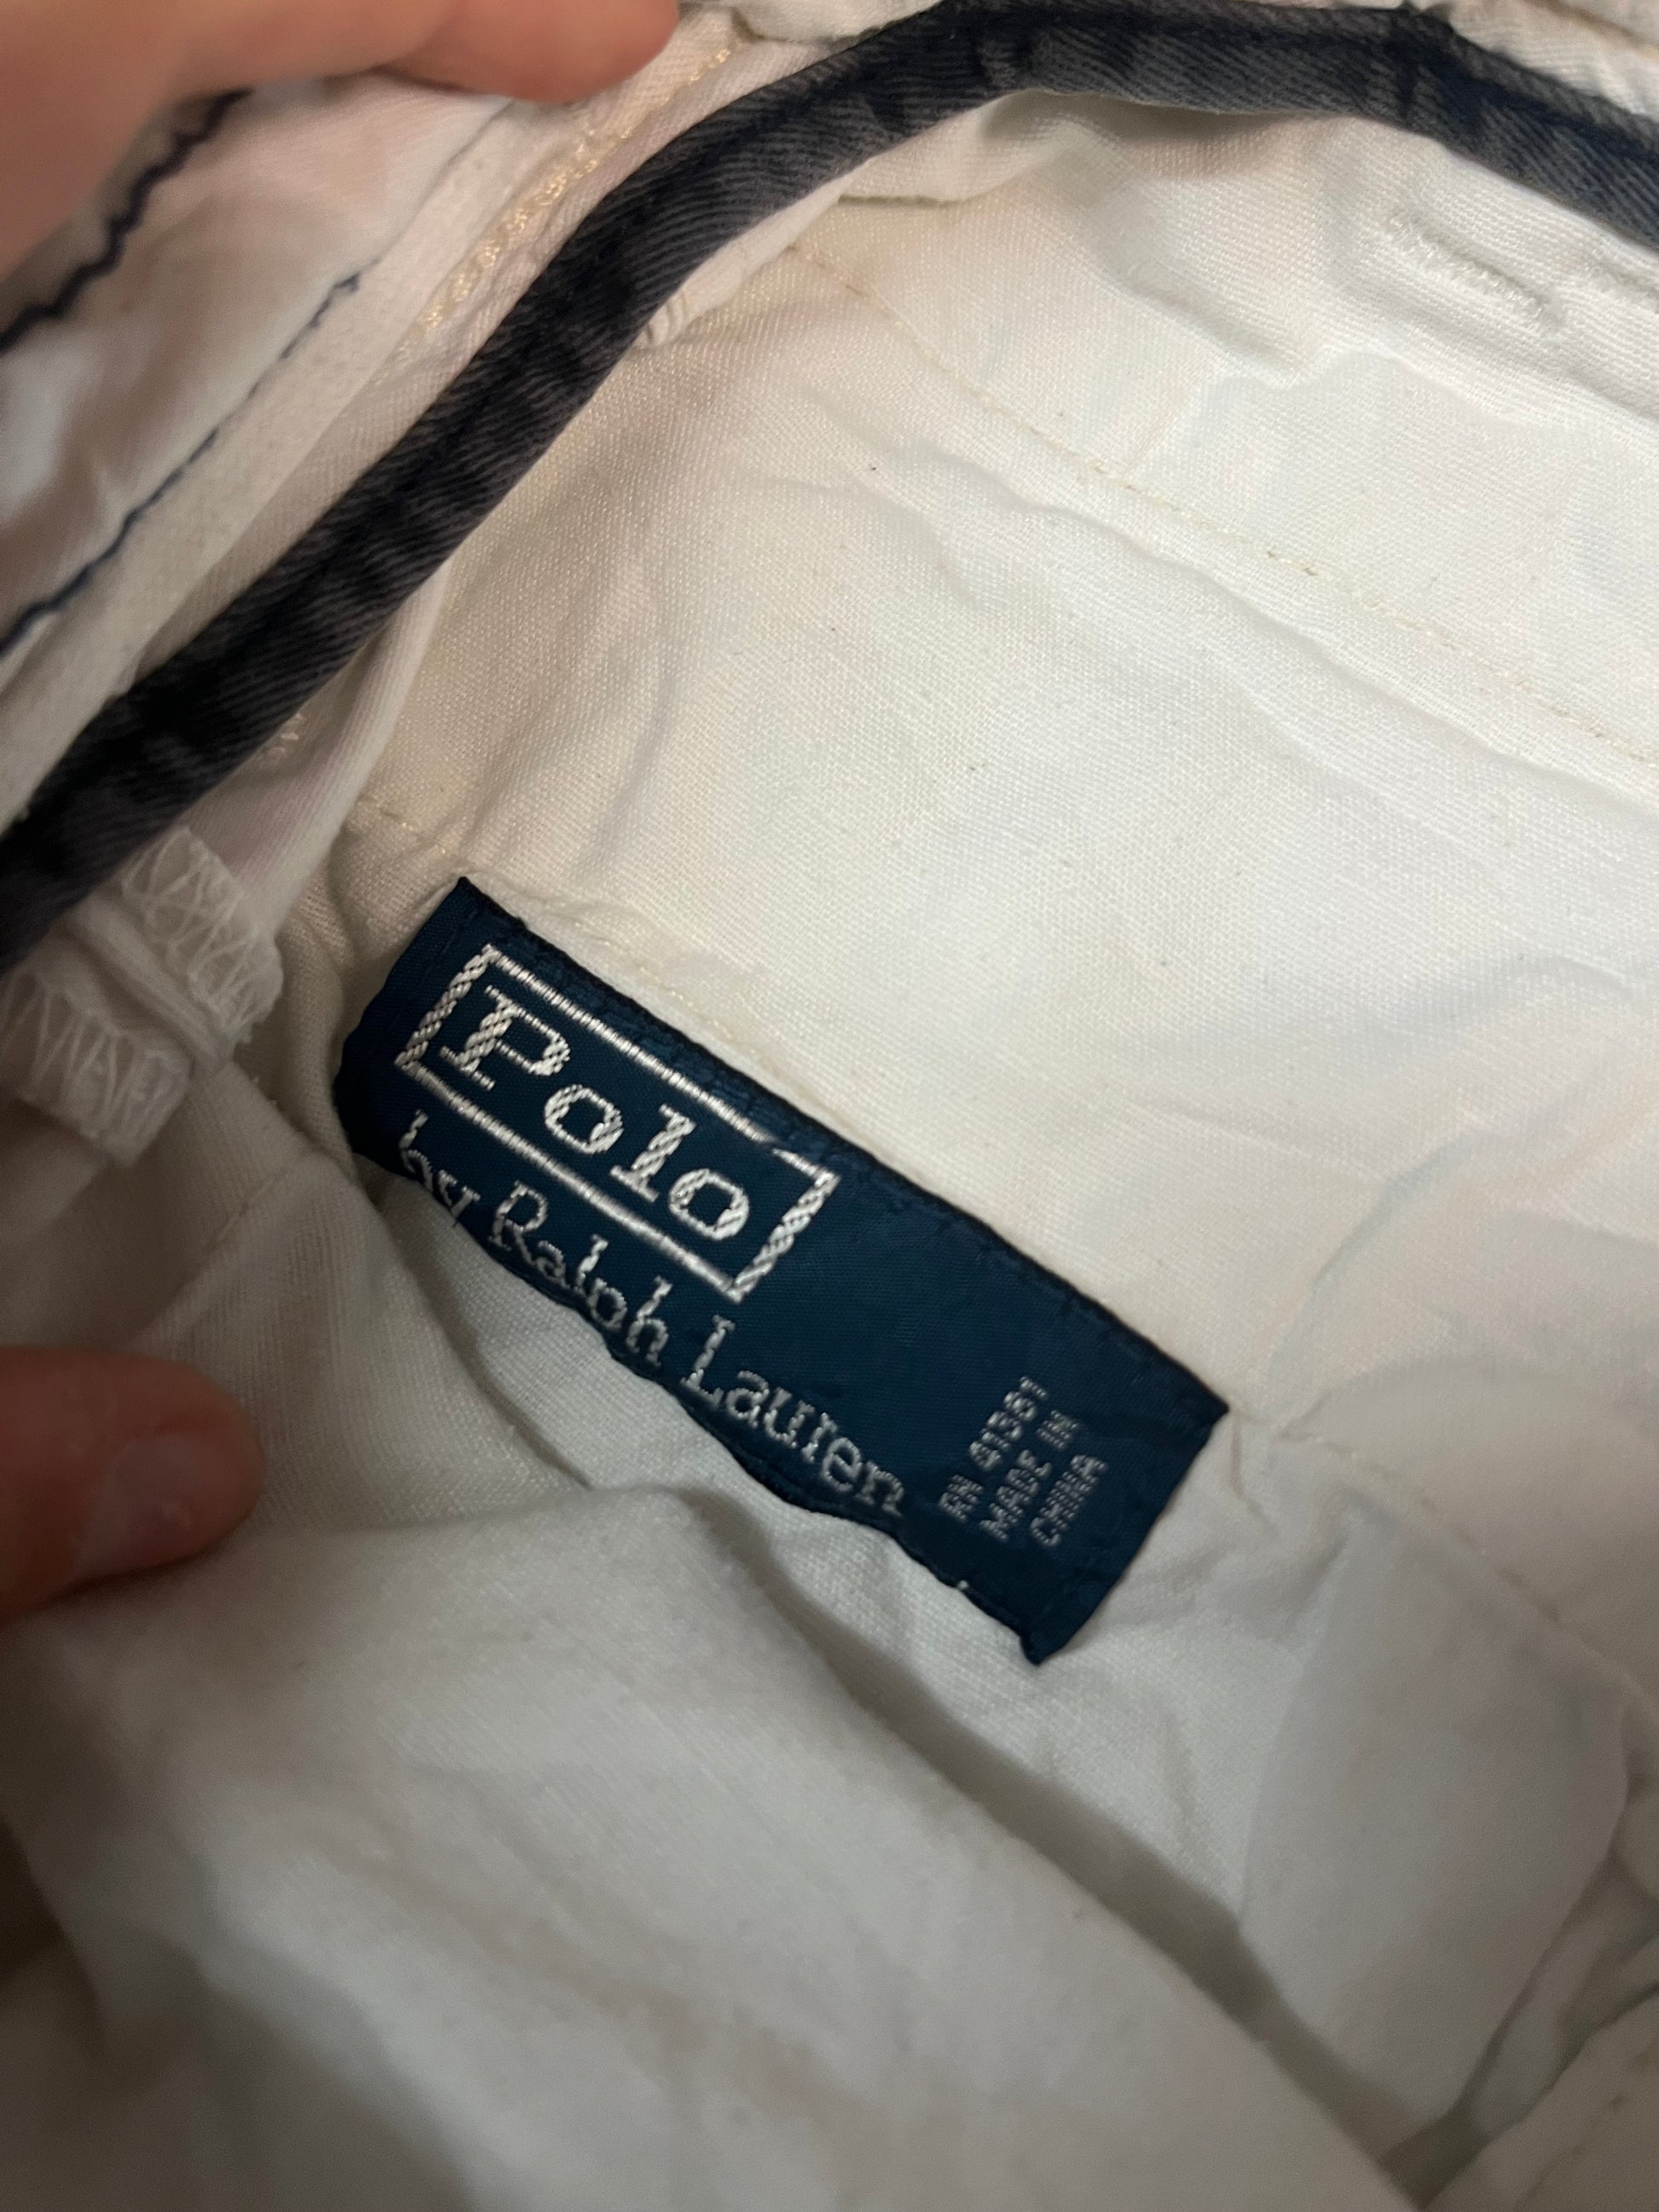 Polo
by Ralph Lauren
RN 41381
MADE IN
CHINA